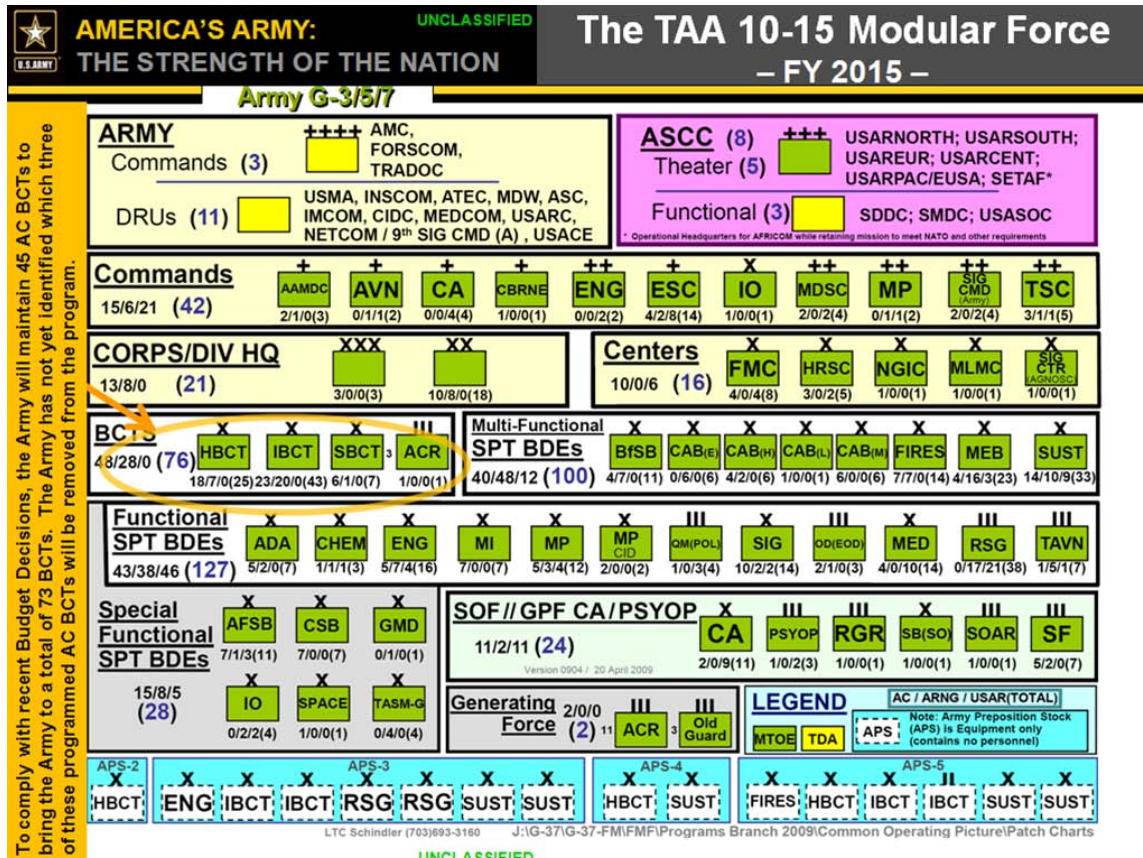 U.S.ARMY
AMERICA'S ARMY:
THE STRENGTH OF THE NATION
UNCLASSIFIED
The TAA 10-15 Modular Force
– FY 2015 –
Army G-3/5/7
To comply with recent Budget Decisions, the Army will maintain 45 AC BCTs to
bring the Army to a total of 73 BCTs. The Army has not yet identified which three
of these programmed AC BCTs will be removed from the program.
ARMY
Commands (3)
++++ AMC,
FORSCOM,
TRADOC
DRUs (11)
USMA, INSCOM, ATEC, MDW, ASC,
IMCOM, CIDC, MEDCOM, USARC,
NETCOM / 9th SIG CMD (A) , USACE
ASCC (8)
Theater (5)
+++
USARNORTH; USARSOUTH;
USAREUR; USARCENT;
USARPAC/EUSA; SETAF*
Functional (3)
SDDC; SMDC; USASOC
* Operational Headquarters for AFRICOM while retaining mission to meet NATO and other requirements
Commands
15/6/21 (42)
+ + + + ++ + X ++ ++ ++ ++
AAMDC AVN CA CBRNE ENG ESC IO MDSC MP SIG CMD (Army) TSC
2/1/0(3) 0/1/1(2) 0/0/4(4) 1/0/0(1) 0/0/2(2) 4/2/8(14) 1/0/0(1) 2/0/2(4) 0/1/1(2) 2/0/2(4) 3/1/1(5)
CORPS/DIV HQ
13/8/0 (21)
XXX XX
3/0/0(3) 10/8/0(18)
Centers
10/0/6 (16)
X X X X X
FMC HRSC NGIC MLMC SIG CTR (AGNOSC)
4/0/4(8) 3/0/2(5) 1/0/0(1) 1/0/0(1) 1/0/0(1)
BCTS
48/28/0 (76)
X X X III
HBCT IBCT SBCT 3 ACR
18/7/0(25) 23/20/0(43) 6/1/0(7) 1/0/0(1)
Multi-Functional
SPT BDEs
40/48/12 (100)
X X X X X X X X
BfSB CAB(E) CAB(H) CAB(L) CAB(M) FIRES MEB SUST
4/7/0(11) 0/6/0(6) 4/2/0(6) 1/0/0(1) 6/0/0(6) 7/7/0(14) 4/16/3(23) 14/10/9(33)
Functional
SPT BDEs
43/38/46 (127)
X X X X X X III X III X III III
ADA CHEM ENG MI MP MP CID QM(POL) SIG OD(EOD) MED RSG TAVN
5/2/0(7) 1/1/1(3) 5/7/4(16) 7/0/0(7) 5/3/4(12) 2/0/0(2) 1/0/3(4) 10/2/2(14) 2/1/0(3) 4/0/10(14) 0/17/21(38) 1/5/1(7)
Special
Functional
SPT BDEs
15/8/5
(28)
X X X
AFSB CSB GMD
7/1/3(11) 7/0/0(7) 0/1/0(1)
X X X
IO SPACE TASM-G
0/2/2(4) 1/0/0(1) 0/4/0(4)
SOF // GPF CA / PSYOP
11/2/11 (24)
Version 0904 / 20 April 2009
X III III X III III
CA PSYOP RGR SB(SO) SOAR SF
2/0/9(11) 1/0/2(3) 1/0/0(1) 1/0/0(1) 1/0/0(1) 5/2/0(7)
Generating
Force
2/0/0
(2)
III III
11 ACR 3 Old Guard
LEGEND
AC / ARNG / USAR(TOTAL)
MTOE TDA APS
Note: Army Preposition Stock
(APS) is Equipment only
(contains no personnel)
APS-2
X
HBCT
APS-3
X X X X X X X
ENG IBCT IBCT RSG RSG SUST SUST
APS-4
X X
HBCT SUST
APS-5
X X X II X X
FIRES HBCT IBCT IBCT SUST SUST
LTC Schindler (703)693-3160
J:\G-37\G-37-FM\FMF\Programs Branch 2009\Common Operating Picture\Patch Charts
UNCLASSIFIED